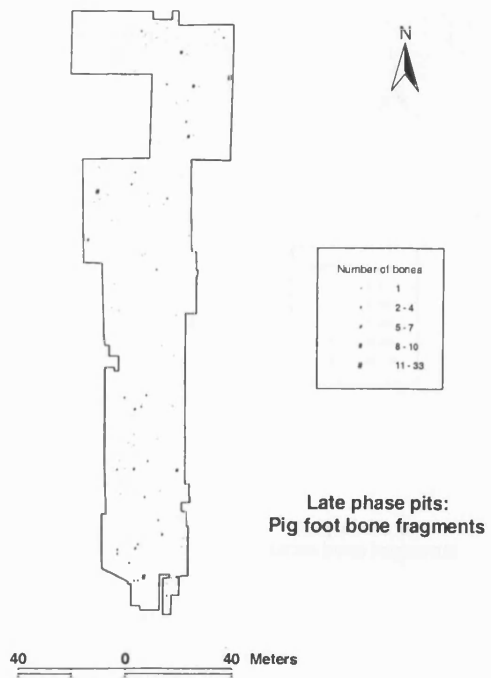 N
Number of bones
1
2 - 4
5 - 7
8 - 10
11 - 33
Late phase pits:
Pig foot bone fragments
40 0 40 Meters